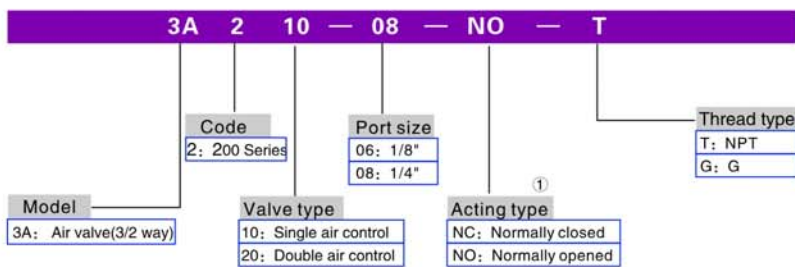 3A 2 10 — 08 — NO — T
Code
2: 200 Series
Port size
06: 1/8"
08: 1/4"
Thread type
T: NPT
G: G
Model
3A: Air valve(3/2 way)
Valve type
10: Single air control
20: Double air control
Acting type ①
NC: Normally closed
NO: Normally opened